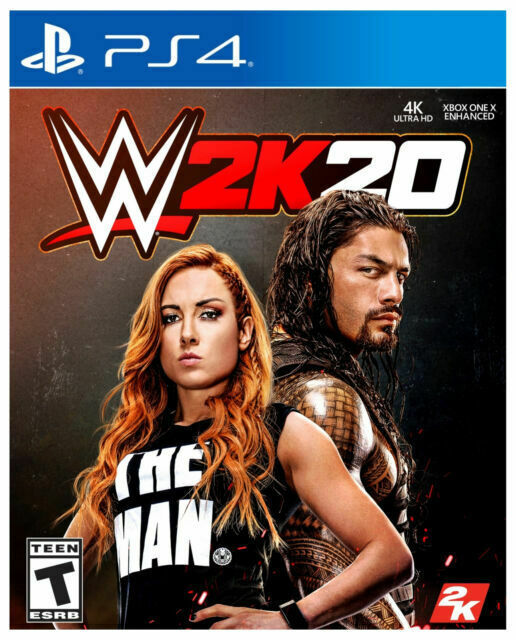 PS4
4K
ULTRA HD
XBOX ONE X
ENHANCED
W 2K20
THE
MAN.
TEEN
T
ESRB
2K